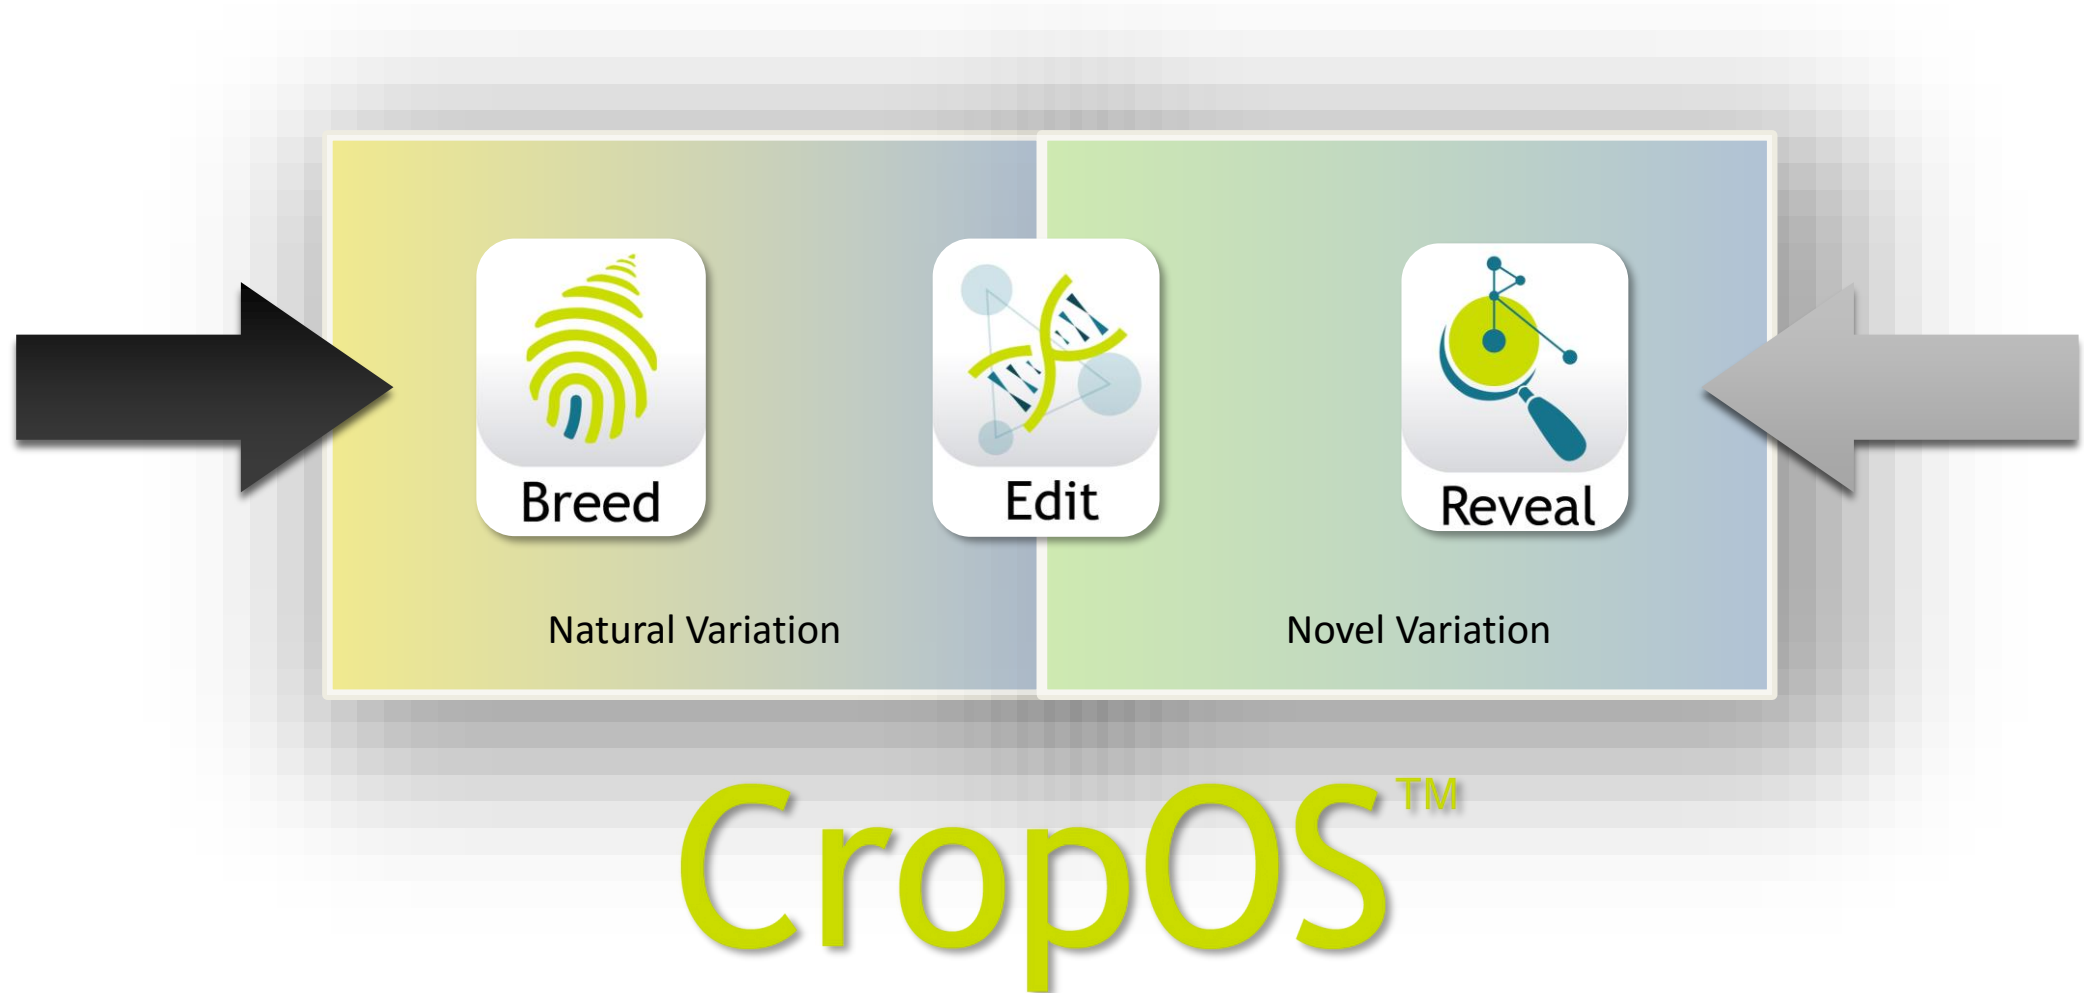 Breed
Edit
Reveal
Natural Variation
Novel Variation
CropOS™